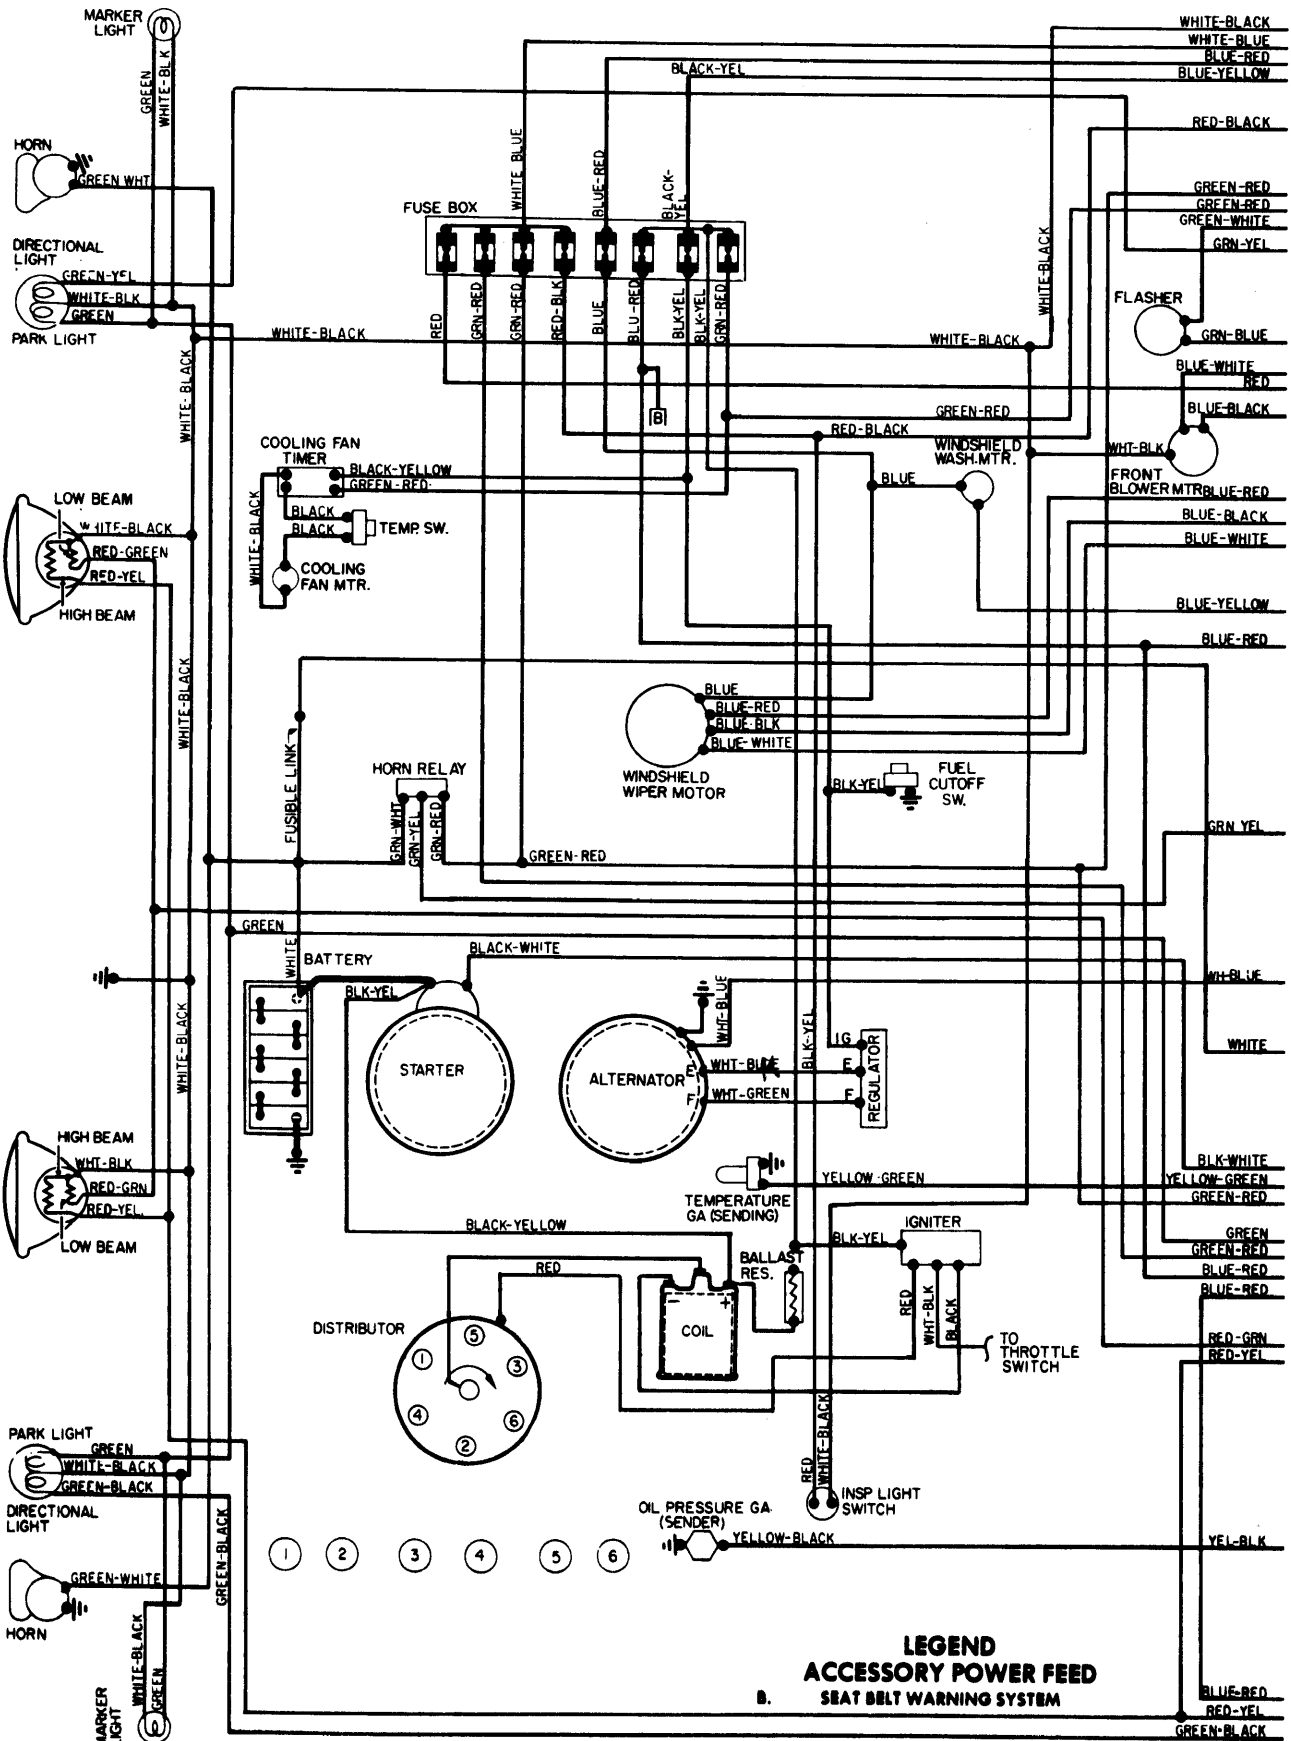 MARKER
LIGHT
GREEN
WHITE-BLK
WHITE-BLACK
WHITE-BLUE
BLUE-RED
BLUE-YELLOW
BLACK-YEL
RED-BLACK
HORN
GREEN WHT
WHITE BLUE
BLUE-RED
BLACK-
YEL
GREEN-RED
GREEN-RED
GREEN-WHITE
GRN-YEL
FUSE BOX
DIRECTIONAL
LIGHT
GREEN-YEL
WHITE-BLK
GREEN
PARK LIGHT
WHITE-BLACK
RED
GRN-RED
GRN-RED
RED-BLK
BLUE
BLU-RED
BLK-YEL
BLK-YEL
GRN-RED
WHITE-BLACK
WHITE-BLACK
FLASHER
GRN-BLUE
BLUE-WHITE
RED
BLUE-BLACK
WHITE-BLACK
B
GREEN-RED
RED-BLACK
WINDSHIELD
WASH.MTR.
WHT-BLK
FRONT
BLOWER MTR.
COOLING FAN
TIMER
BLACK-YELLOW
GREEN-RED
BLUE
BLUE-RED
BLUE-BLACK
BLUE-WHITE
LOW BEAM
WHITE-BLACK
RED-GREEN
RED-YEL
HIGH BEAM
WHITE-BLACK
BLACK
BLACK
TEMP. SW.
COOLING
FAN MTR.
BLUE-YELLOW
BLUE-RED
WHITE-BLACK
BLUE
BLUE-RED
BLUE-BLK
BLUE-WHITE
WINDSHIELD
WIPER MOTOR
FUSIBLE LINK
HORN RELAY
GRN-WHT
GRN-YEL
GRN-RED
BLK-YEL
FUEL
CUTOFF
SW.
GRN YEL
GREEN-RED
GREEN
WHITE
BATTERY
BLACK-WHITE
BLK-YEL
WHITE-BLACK
STARTER
ALTERNATOR
WHT-BLUE
E
F
WHT-BLUE
WHT-GREEN
IG
E
F
REGULATOR
BLK-YEL
WH-BLUE
WHITE
HIGH BEAM
WHT-BLK
RED-GRN
RED-YEL.
LOW BEAM
BLK-WHITE
YELLOW-GREEN
GREEN-RED
TEMPERATURE
GA (SENDING)
YELLOW-GREEN
BLACK-YELLOW
RED
BALLAST
RES.
BLK-YEL
IGNITER
RED
WHT-BLK
BLACK
GREEN
GREEN-RED
BLUE-RED
BLUE-RED
DISTRIBUTOR
1
5
3
4
6
2
−
+
COIL
TO
THROTTLE
SWITCH
RED-GRN
RED-YEL
PARK LIGHT
GREEN
WHITE-BLACK
GREEN-BLACK
DIRECTIONAL
LIGHT
GREEN-BLACK
RED
WHITE-BLACK
INSP LIGHT
SWITCH
OIL PRESSURE GA.
(SENDER)
YELLOW-BLACK
YEL-BLK
1
2
3
4
5
6
GREEN-WHITE
HORN
WHITE-BLACK
GREEN
LEGEND
ACCESSORY POWER FEED
B. SEAT BELT WARNING SYSTEM
BLUE-RED
RED-YEL
GREEN-BLACK